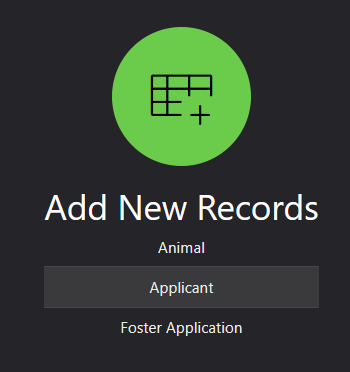 Add New Records
Animal
Applicant
Foster Application